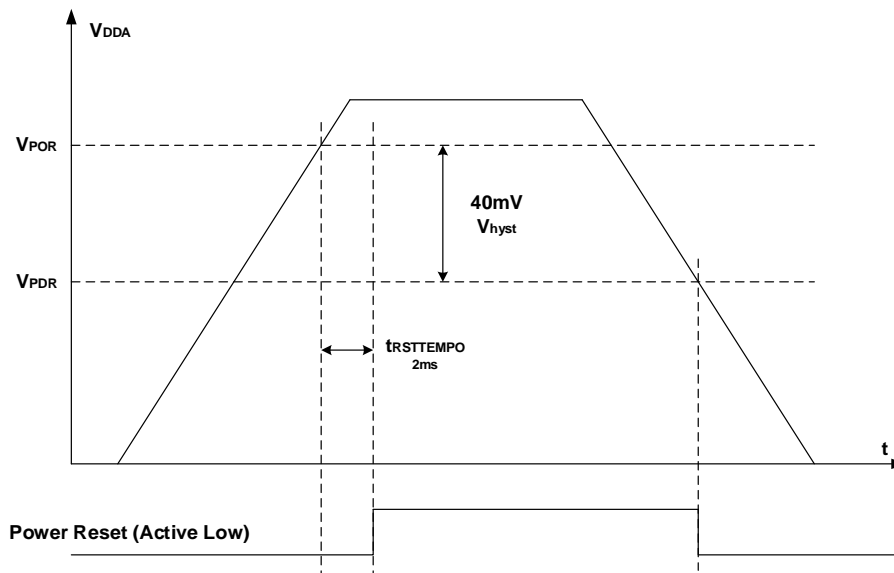 VDDA
VPOR
40mV
Vhyst
VPDR
tRSTTEMPO
2ms
t
Power Reset (Active Low)